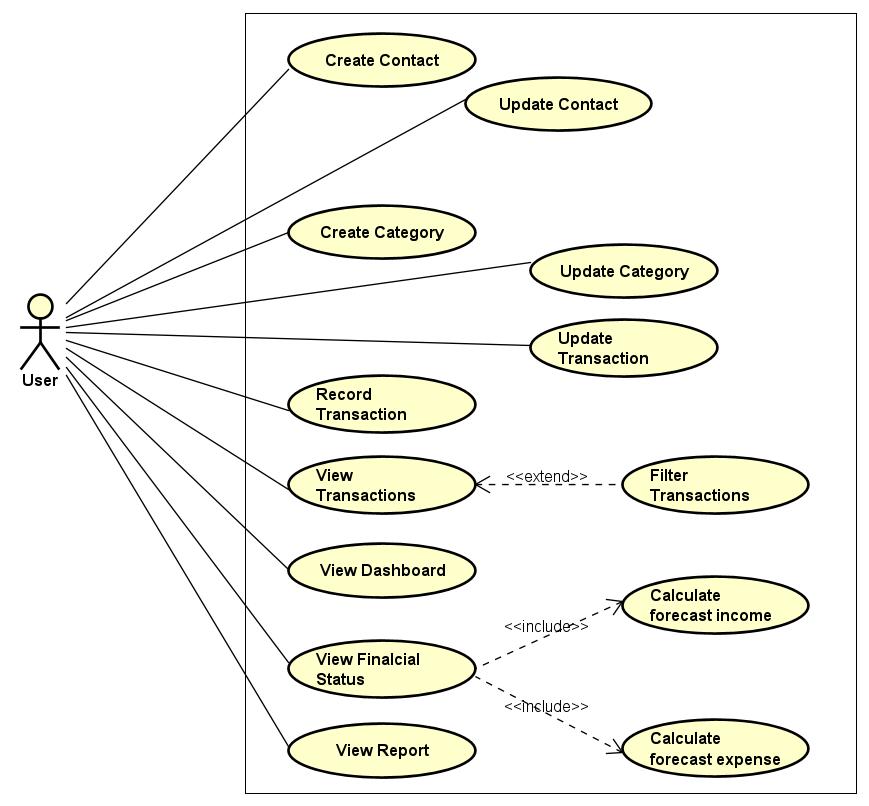 Create Contact
Update Contact
Create Category
Update Category
Update
Transaction
User
Record
Transaction
View
Transactions
<<extend>>
Filter
Transactions
View Dashboard
Calculate
forecast income
<<include>>
View Finalcial
Status
<<include>>
View Report
Calculate
forecast expense